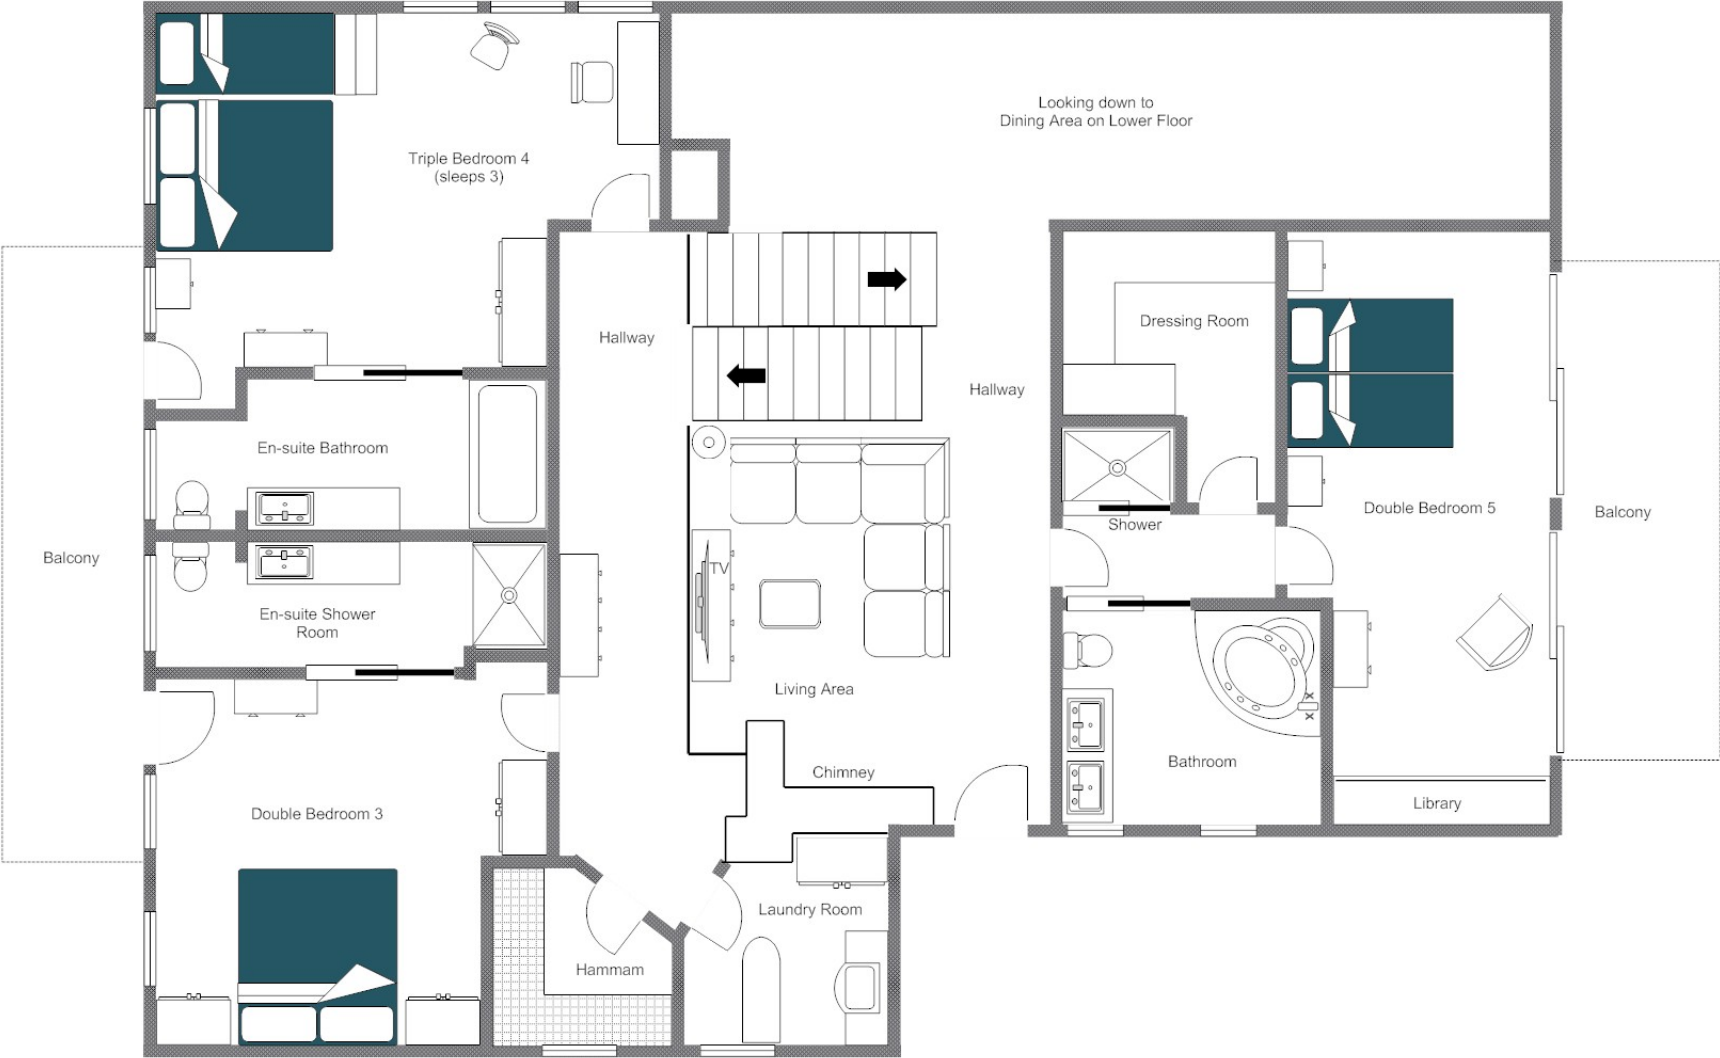 Looking down to
Dining Area on Lower Floor
Triple Bedroom 4
(sleeps 3)
Hallway
Dressing Room
Hallway
En-suite Bathroom
Double Bedroom 5
Balcony
Shower
Balcony
TV
En-suite Shower
Room
Living Area
Bathroom
Chimney
Library
Double Bedroom 3
Laundry Room
Hammam